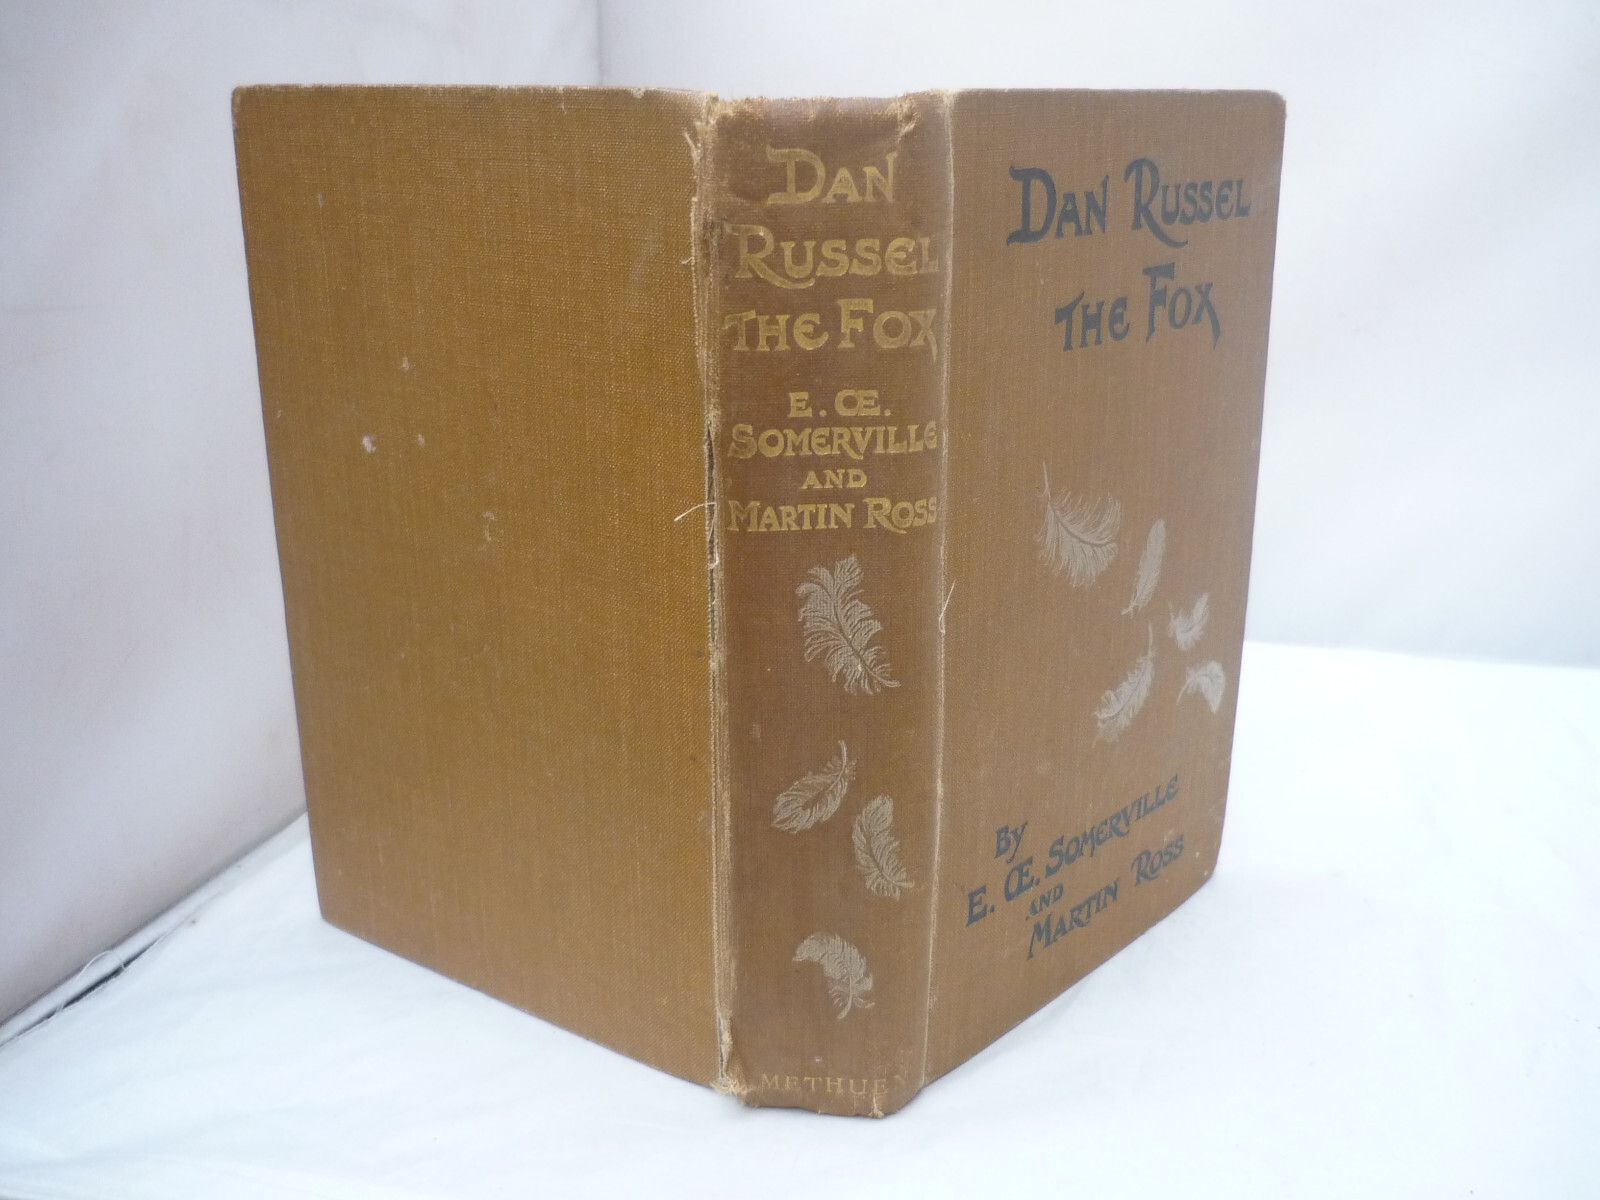 DAN
RUSSEL
THE FOX
E. Œ.
SOMERVILLE
AND
MARTIN ROSS
METHUEN
DAN RUSSEL
THE FOX
By
E. Œ. SOMERVILLE
AND
MARTIN ROSS